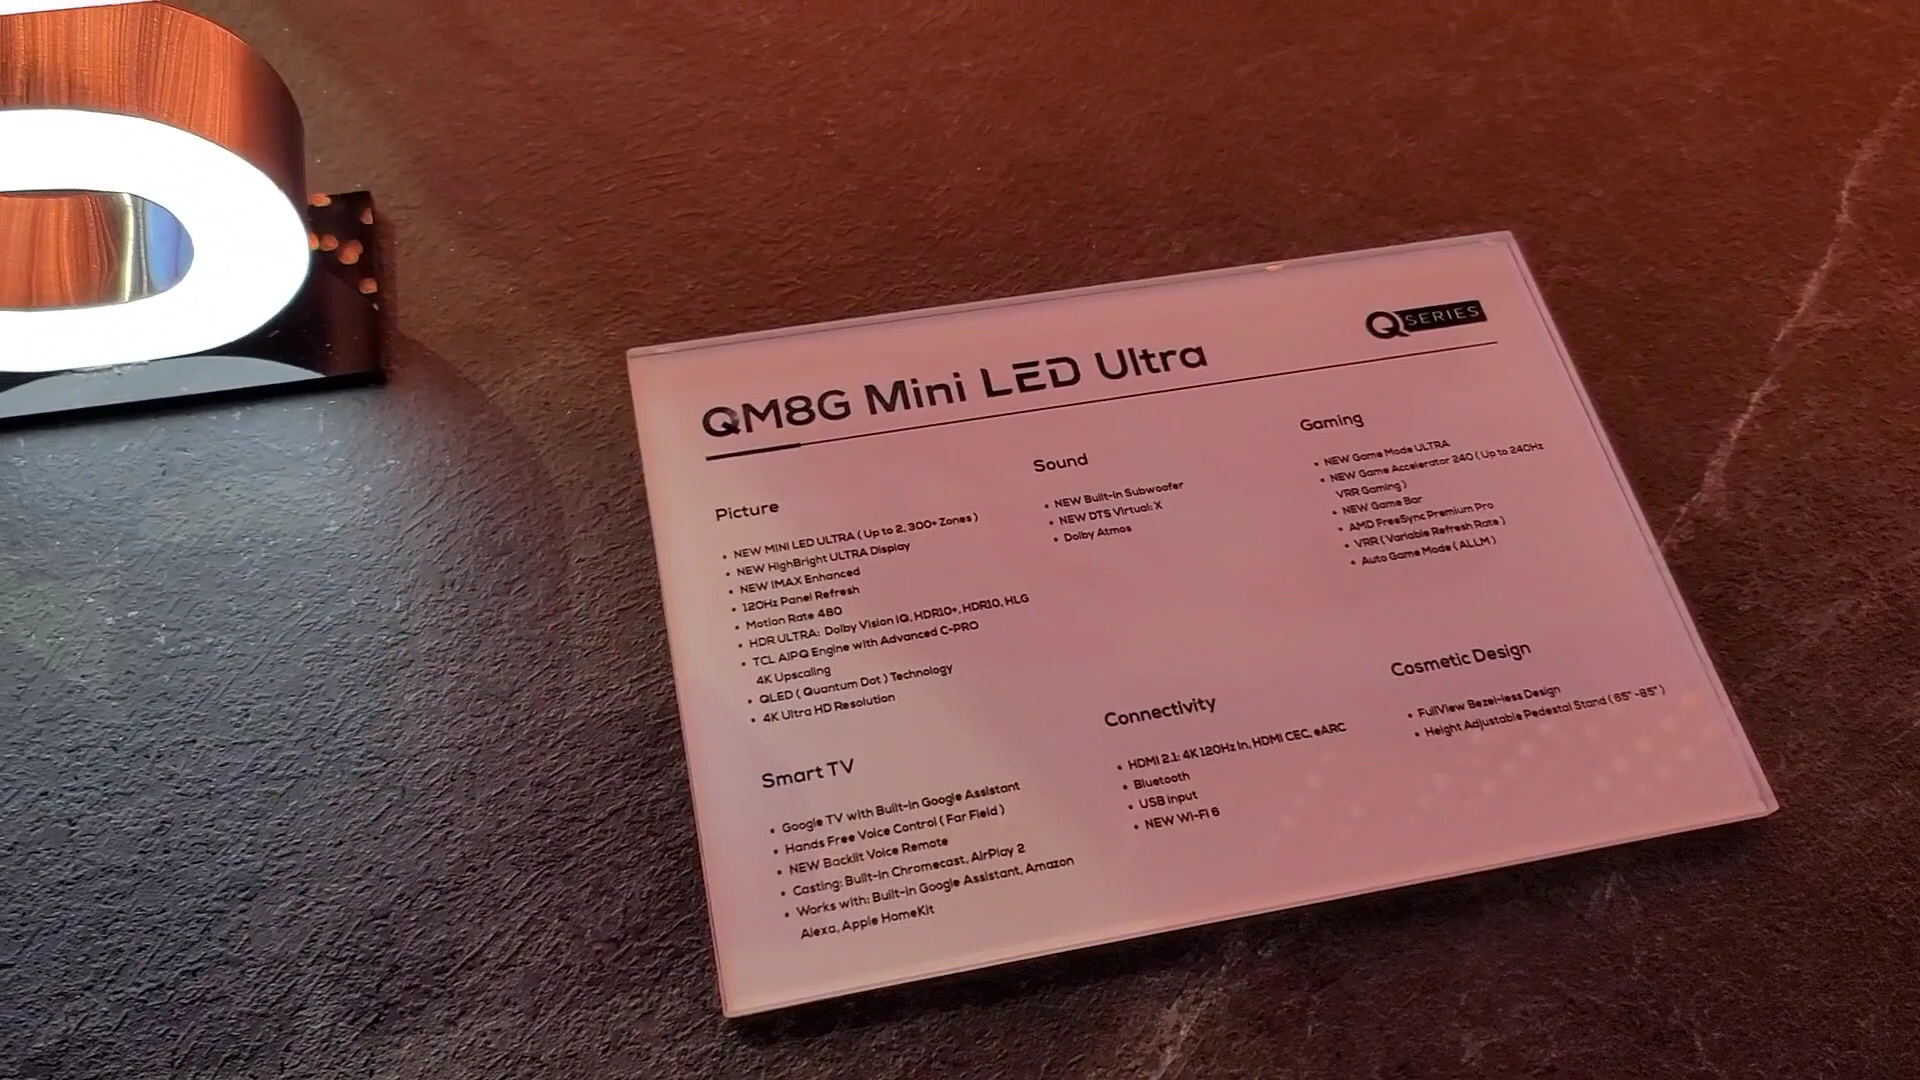 Q SERIES
QM8G Mini LED Ultra
Picture
• NEW MINI LED ULTRA ( Up to 2, 300+ Zones )
• NEW HighBright ULTRA Display
• NEW IMAX Enhanced
• 120Hz Panel Refresh
• Motion Rate 480
• HDR ULTRA: Dolby Vision IQ, HDR10+, HDR10, HLG
• TCL AIPQ Engine with Advanced C-PRO
4K Upscaling
• QLED ( Quantum Dot ) Technology
• 4K Ultra HD Resolution
Sound
• NEW Built-in Subwoofer
• NEW DTS Virtual: X
• Dolby Atmos
Gaming
• NEW Game Mode ULTRA
• NEW Game Accelerator 240 ( Up to 240Hz
VRR Gaming )
• NEW Game Bar
• AMD FreeSync Premium Pro
• VRR ( Variable Refresh Rate )
• Auto Game Mode ( ALLM )
Smart TV
• Google TV with Built-in Google Assistant
• Hands Free Voice Control ( Far Field )
• NEW Backlit Voice Remote
• Casting: Built-in Chromecast, AirPlay 2
• Works with: Built-in Google Assistant, Amazon
Alexa, Apple HomeKit
Connectivity
• HDMI 2.1: 4K 120Hz In, HDMI CEC, eARC
• Bluetooth
• USB input
• NEW Wi-Fi 6
Cosmetic Design
• FullView Bezel-less Design
• Height Adjustable Pedestal Stand ( 65" -85" )